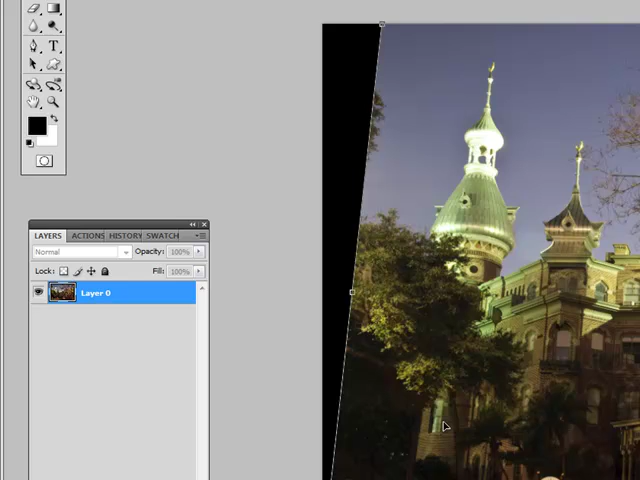 T
LAYERS ACTIONS HISTORY SWATCH
Normal Opacity: 100%
Lock: Fill: 100%
Layer 0